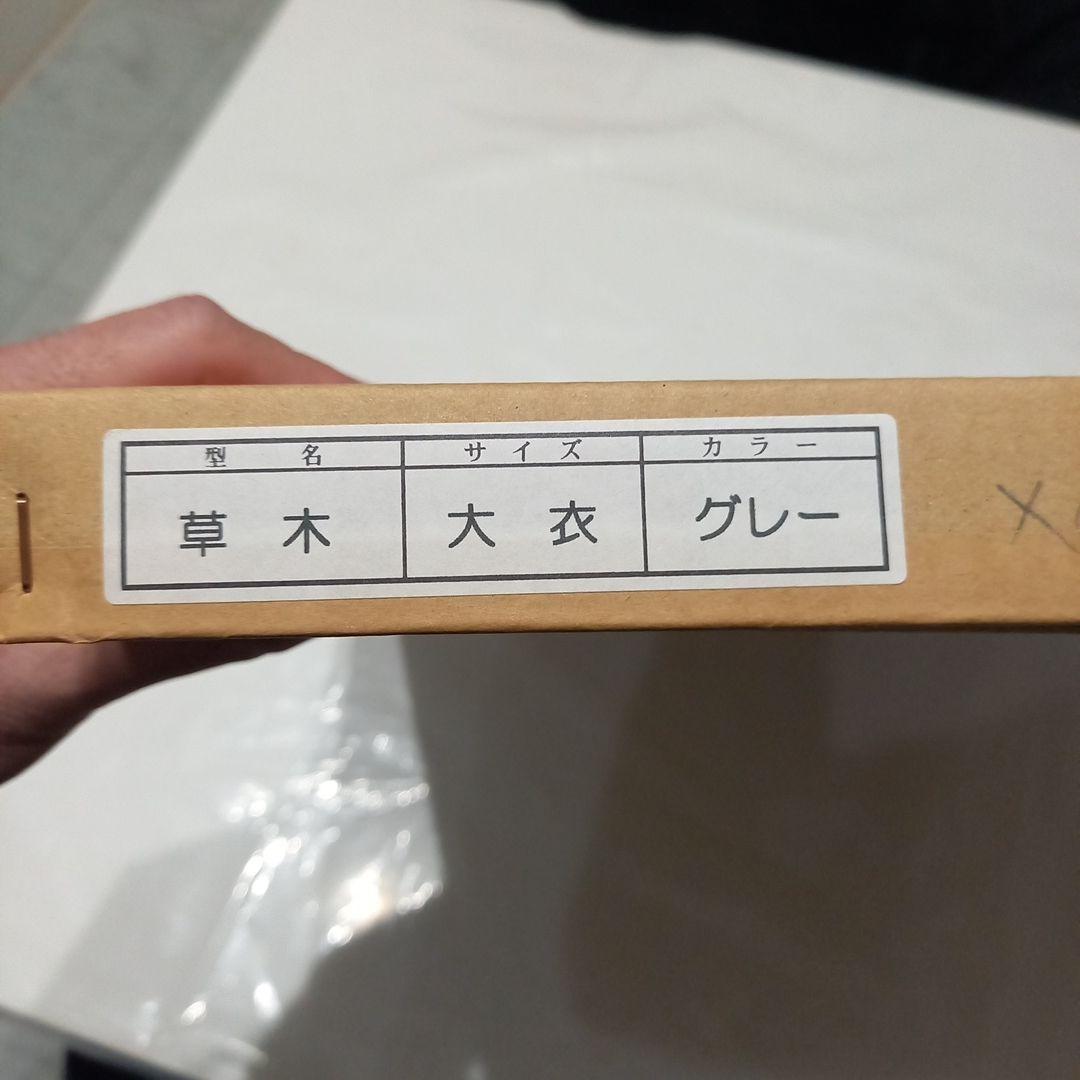 型名 サイズ カラー
草木 大衣 グレー
×